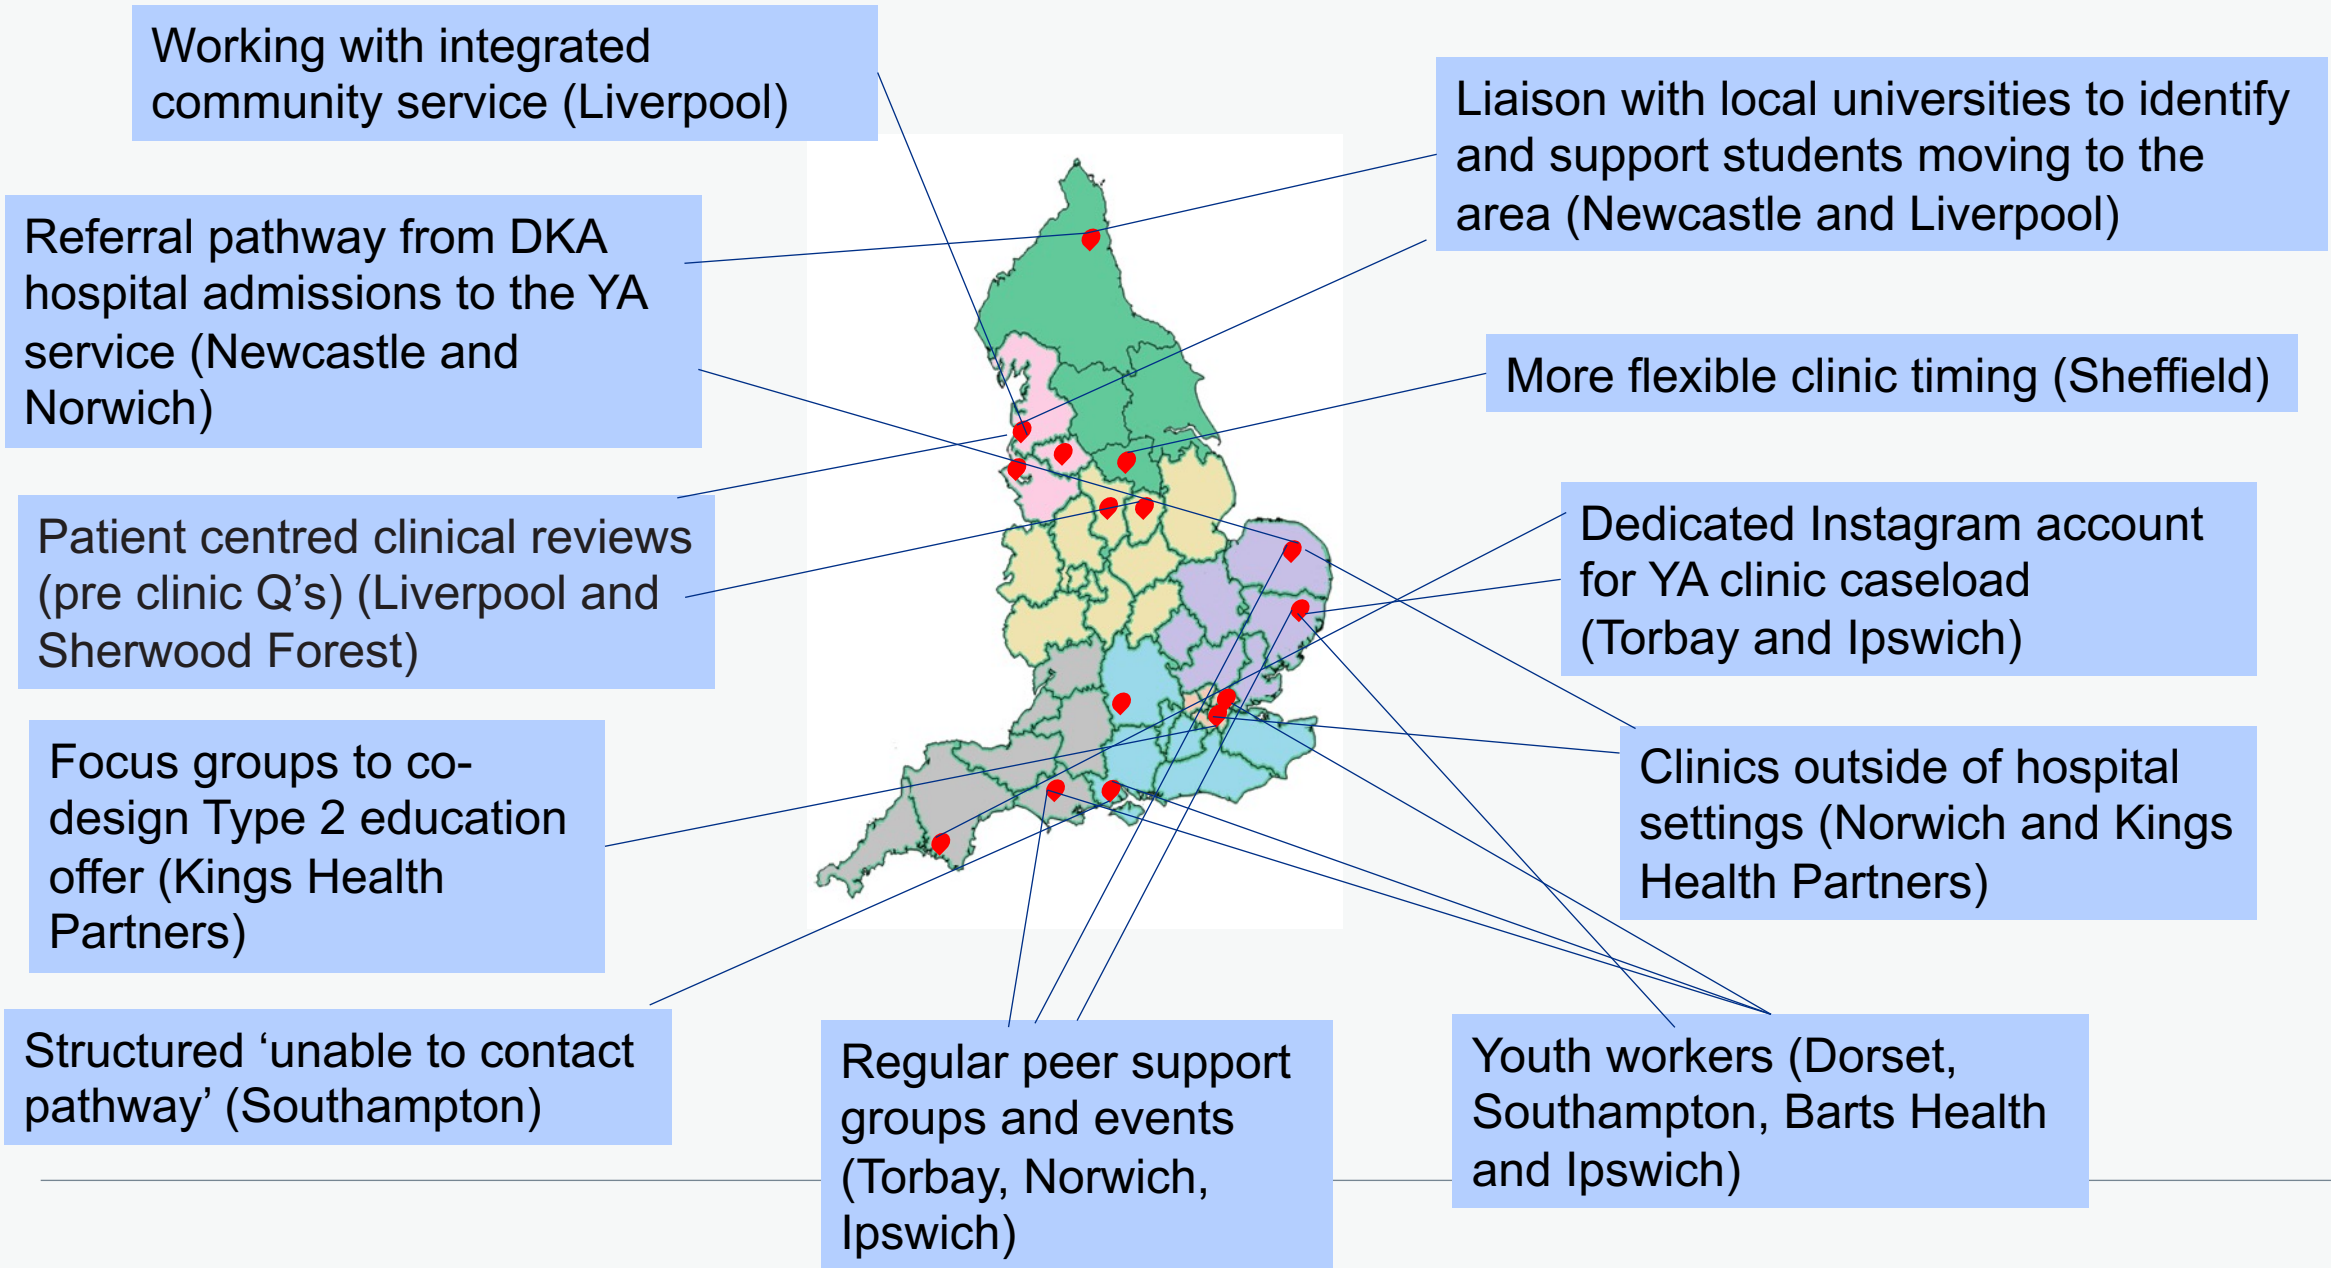 Working with integrated
community service (Liverpool)
Liaison with local universities to identify
and support students moving to the
area (Newcastle and Liverpool)
Referral pathway from DKA
hospital admissions to the YA
service (Newcastle and
Norwich)
More flexible clinic timing (Sheffield)
Patient centred clinical reviews
(pre clinic Q’s) (Liverpool and
Sherwood Forest)
Dedicated Instagram account
for YA clinic caseload
(Torbay and Ipswich)
Focus groups to co-
design Type 2 education
offer (Kings Health
Partners)
Clinics outside of hospital
settings (Norwich and Kings
Health Partners)
Structured ‘unable to contact
pathway’ (Southampton)
Regular peer support
groups and events
(Torbay, Norwich,
Ipswich)
Youth workers (Dorset,
Southampton, Barts Health
and Ipswich)